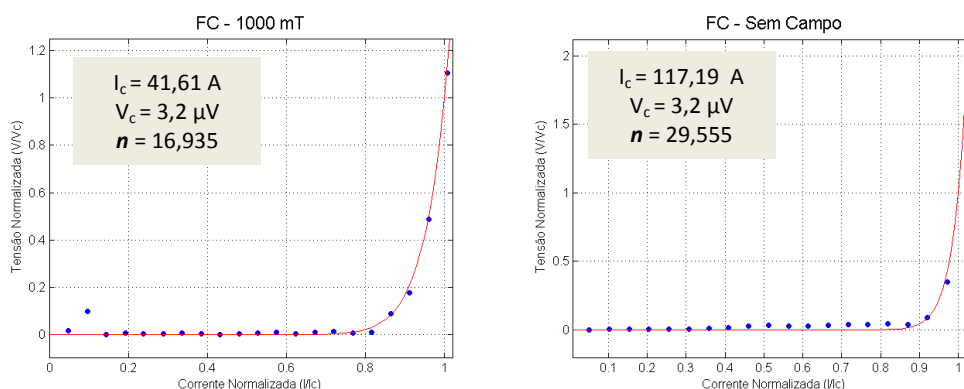 FC - 1000 mT
I_c = 41,61 A
V_c = 3,2 µV
n = 16,935
Tensão Normalizada (V/Vc)
1.2
1
0.8
0.6
0.4
0.2
0
0 0.2 0.4 0.6 0.8 1
Corrente Normalizada (I/Ic)
FC - Sem Campo
I_c = 117,19 A
V_c = 3,2 µV
n = 29,555
Tensão Normalizada (V/Vc)
2
1.5
1
0.5
0
0.1 0.2 0.3 0.4 0.5 0.6 0.7 0.8 0.9 1
Corrente Normalizada (I/Ic)